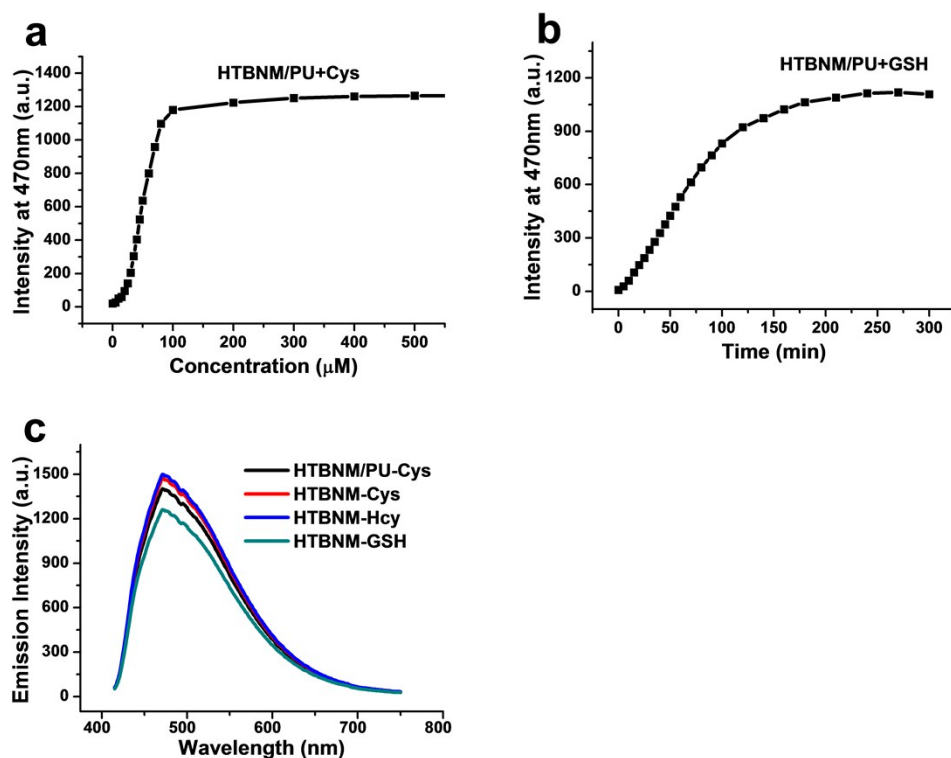 a
HTBNM/PU+Cys
Intensity at 470nm (a.u.)
1400
1200
1000
800
600
400
200
0
0 100 200 300 400 500
Concentration (μM)
b
HTBNM/PU+GSH
Intensity at 470nm (a.u.)
1200
900
600
300
0
0 50 100 150 200 250 300
Time (min)
c
HTBNM/PU-Cys
HTBNM-Cys
HTBNM-Hcy
HTBNM-GSH
Emission Intensity (a.u.)
1500
1200
900
600
300
0
400 500 600 700 800
Wavelength (nm)